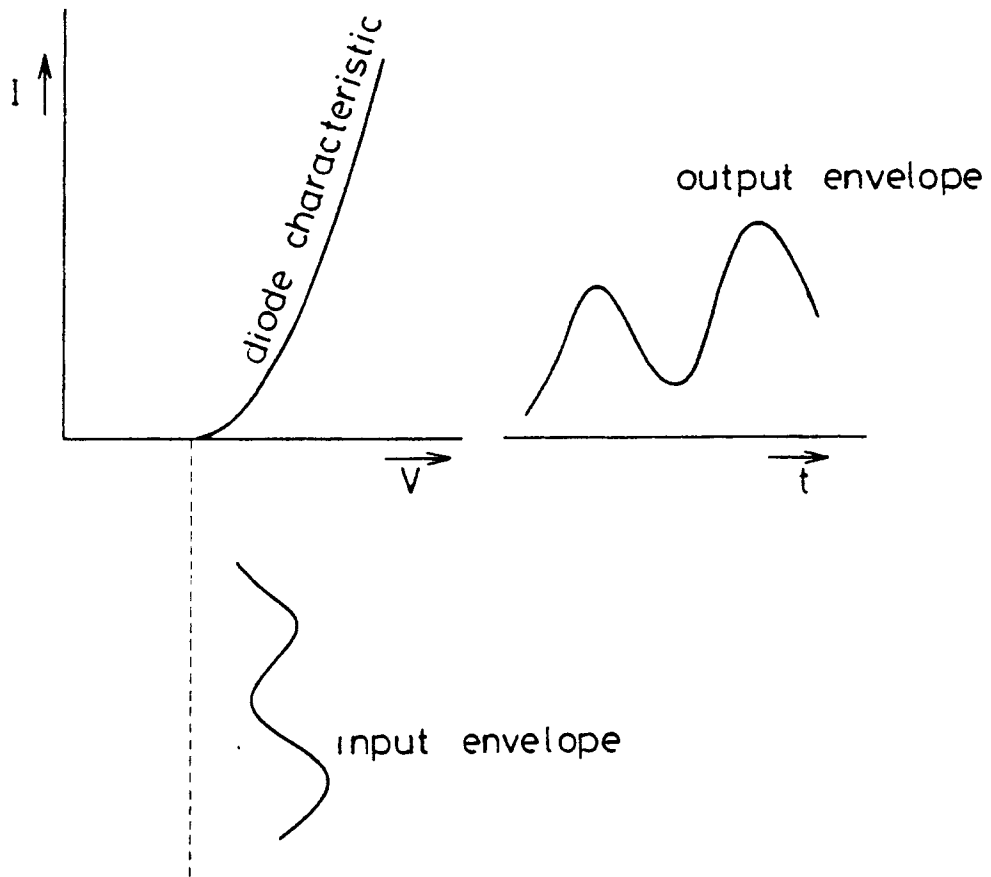 I
diode characteristic
output envelope
V
t
input envelope